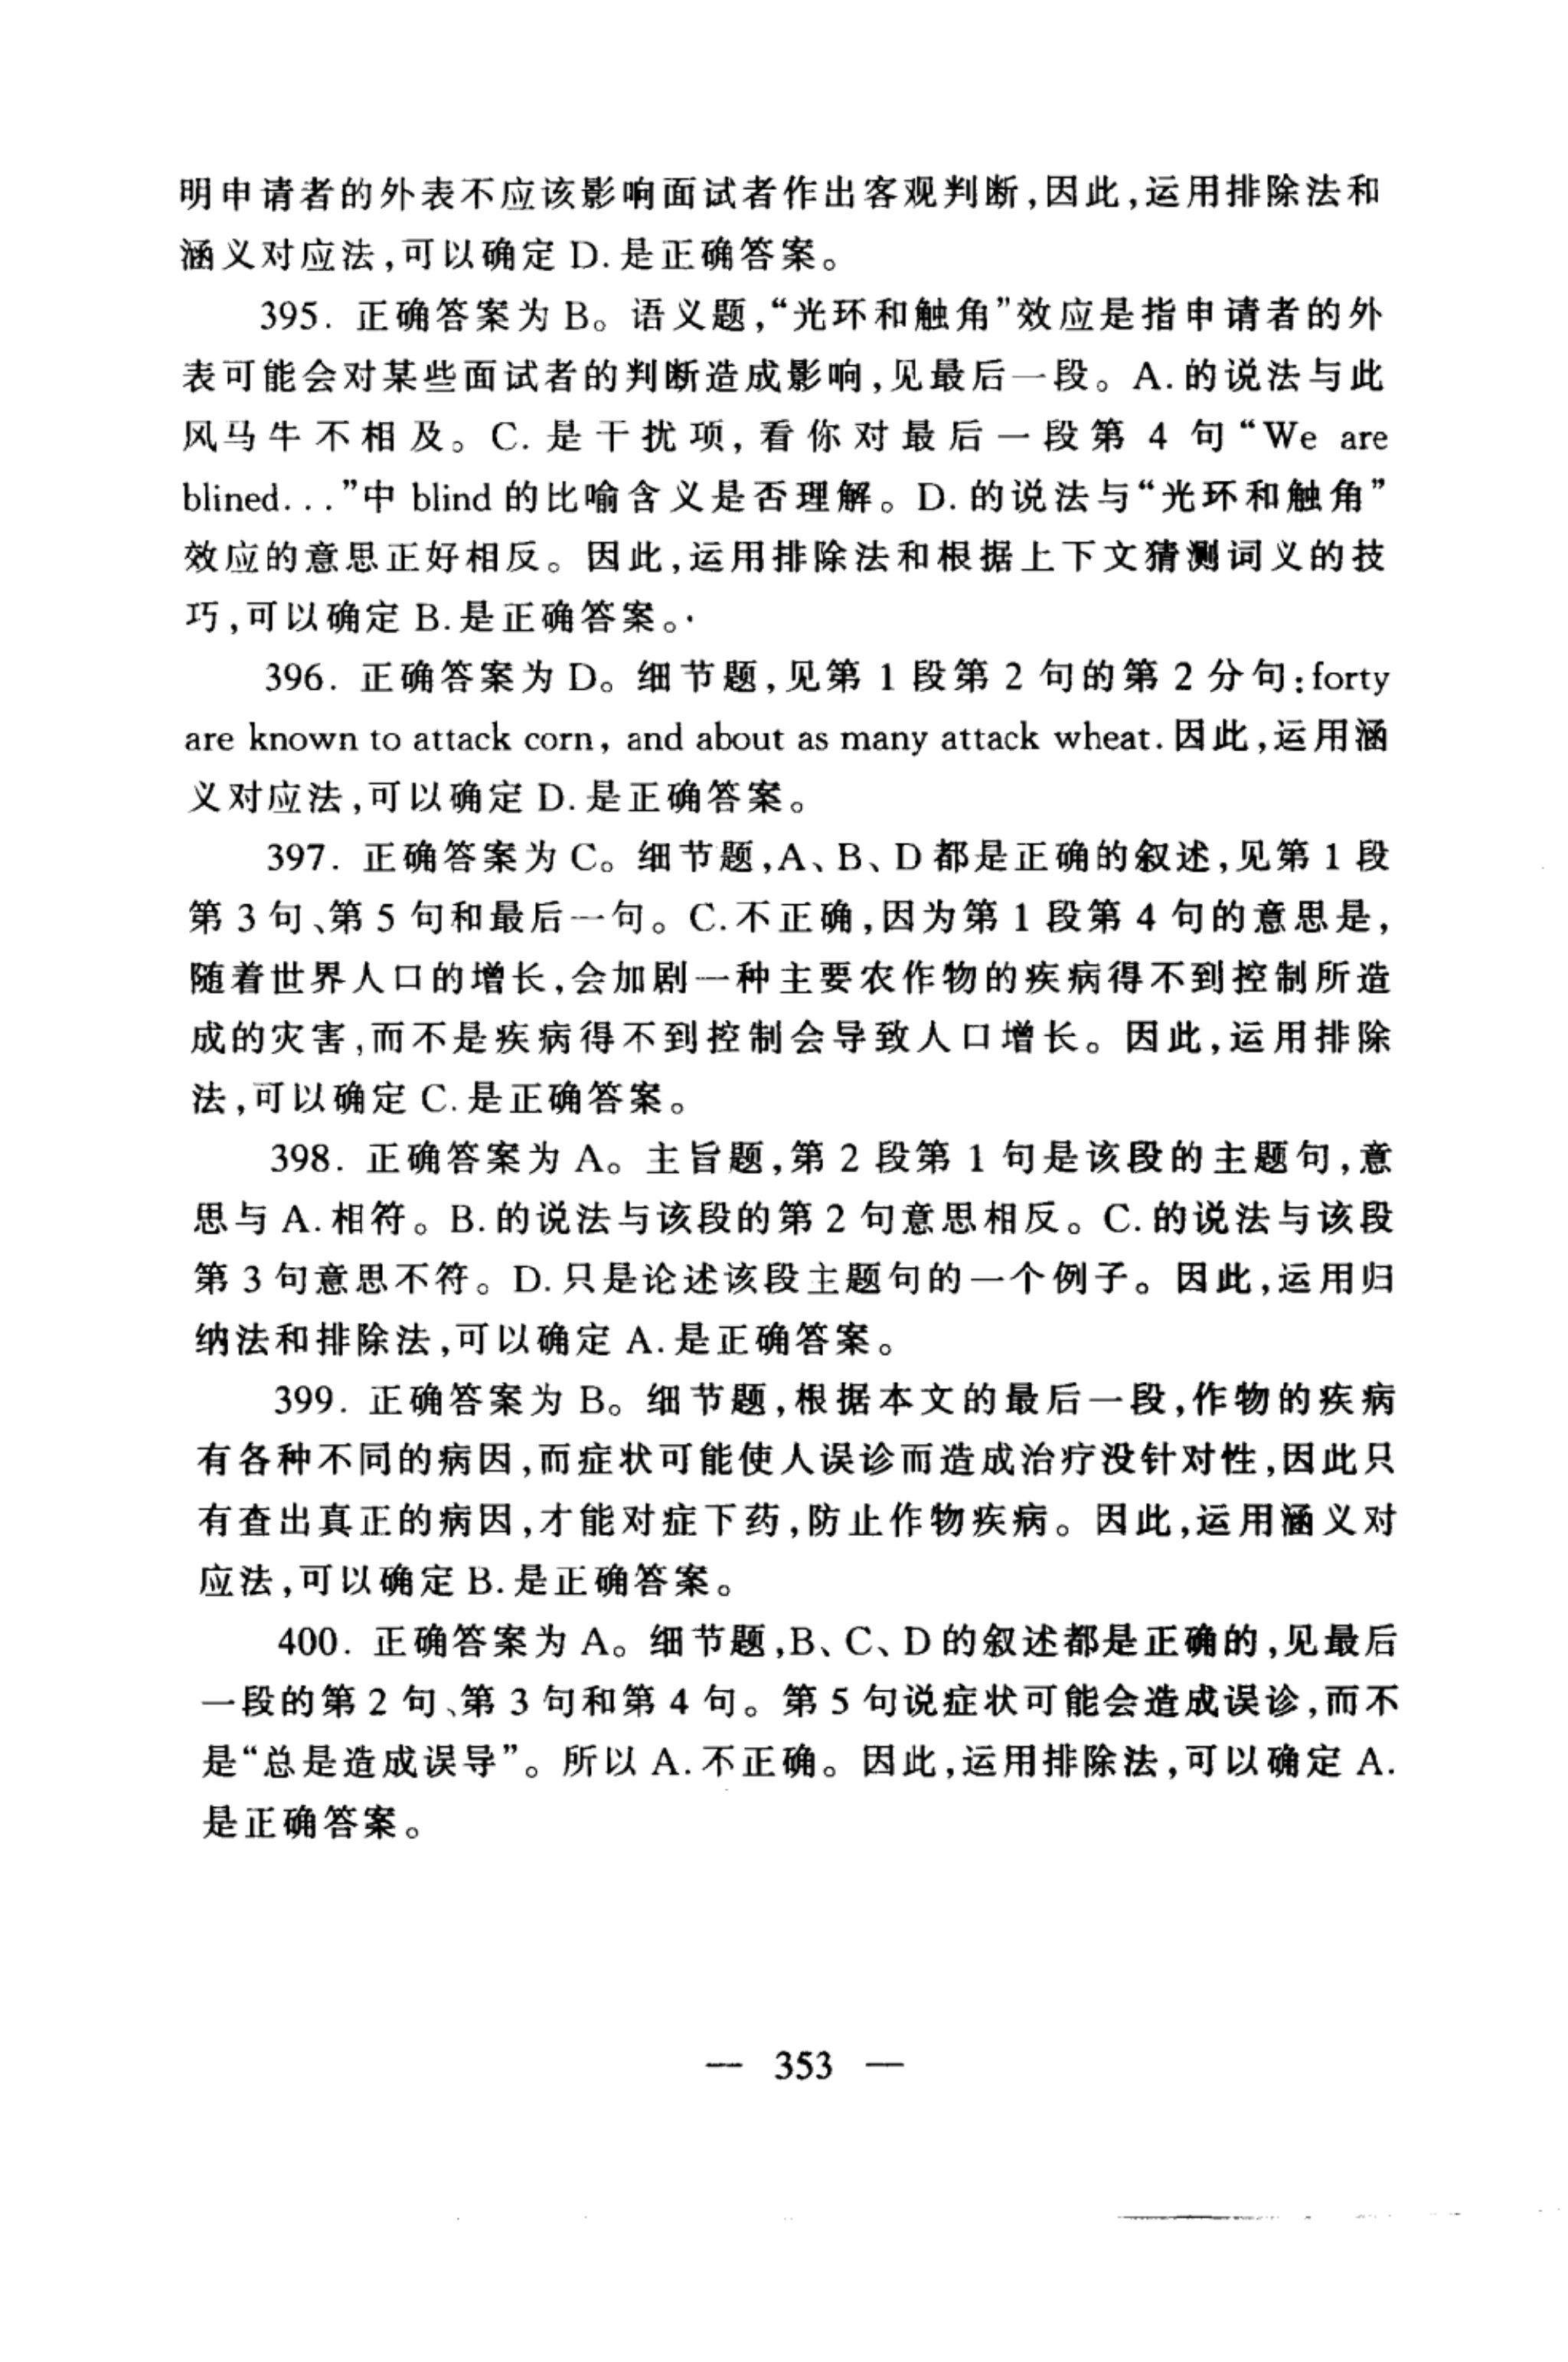 明申请者的外表不应该影响面试者作出客观判断,因此,运用排除法和
涵义对应法,可以确定 D.是正确答案。
395. 正确答案为 B。语义题,“光环和触角”效应是指申请者的外
表可能会对某些面试者的判断造成影响,见最后一段。A.的说法与此
风马牛不相及。C.是干扰项,看你对最后一段第 4 句“We are
blined...”中 blind 的比喻含义是否理解。D.的说法与“光环和触角”
效应的意思正好相反。因此,运用排除法和根据上下文猜测词义的技
巧,可以确定 B.是正确答案。
396. 正确答案为 D。细节题,见第 1 段第 2 句的第 2 分句:forty
are known to attack corn, and about as many attack wheat.因此,运用涵
义对应法,可以确定 D.是正确答案。
397. 正确答案为 C。细节题,A、B、D 都是正确的叙述,见第 1 段
第 3 句、第 5 句和最后一句。C.不正确,因为第 1 段第 4 句的意思是,
随着世界人口的增长,会加剧一种主要农作物的疾病得不到控制所造
成的灾害,而不是疾病得不到控制会导致人口增长。因此,运用排除
法,可以确定 C.是正确答案。
398. 正确答案为 A。主旨题,第 2 段第 1 句是该段的主题句,意
思与 A.相符。B.的说法与该段的第 2 句意思相反。C.的说法与该段
第 3 句意思不符。D.只是论述该段主题句的一个例子。因此,运用归
纳法和排除法,可以确定 A.是正确答案。
399. 正确答案为 B。细节题,根据本文的最后一段,作物的疾病
有各种不同的病因,而症状可能使人误诊而造成治疗没针对性,因此只
有查出真正的病因,才能对症下药,防止作物疾病。因此,运用涵义对
应法,可以确定 B.是正确答案。
400. 正确答案为 A。细节题,B、C、D 的叙述都是正确的,见最后
一段的第 2 句、第 3 句和第 4 句。第 5 句说症状可能会造成误诊,而不
是“总是造成误导”。所以 A.不正确。因此,运用排除法,可以确定 A.
是正确答案。
— 353 —